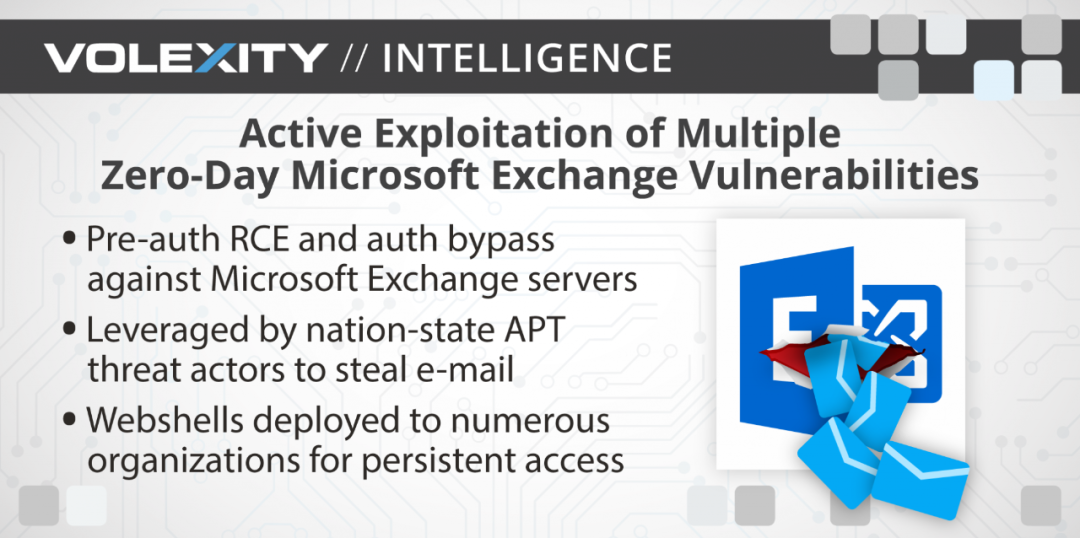 VOLEXITY // INTELLIGENCE
Active Exploitation of Multiple
Zero-Day Microsoft Exchange Vulnerabilities
• Pre-auth RCE and auth bypass
against Microsoft Exchange servers
• Leveraged by nation-state APT
threat actors to steal e-mail
• Webshells deployed to numerous
organizations for persistent access
E